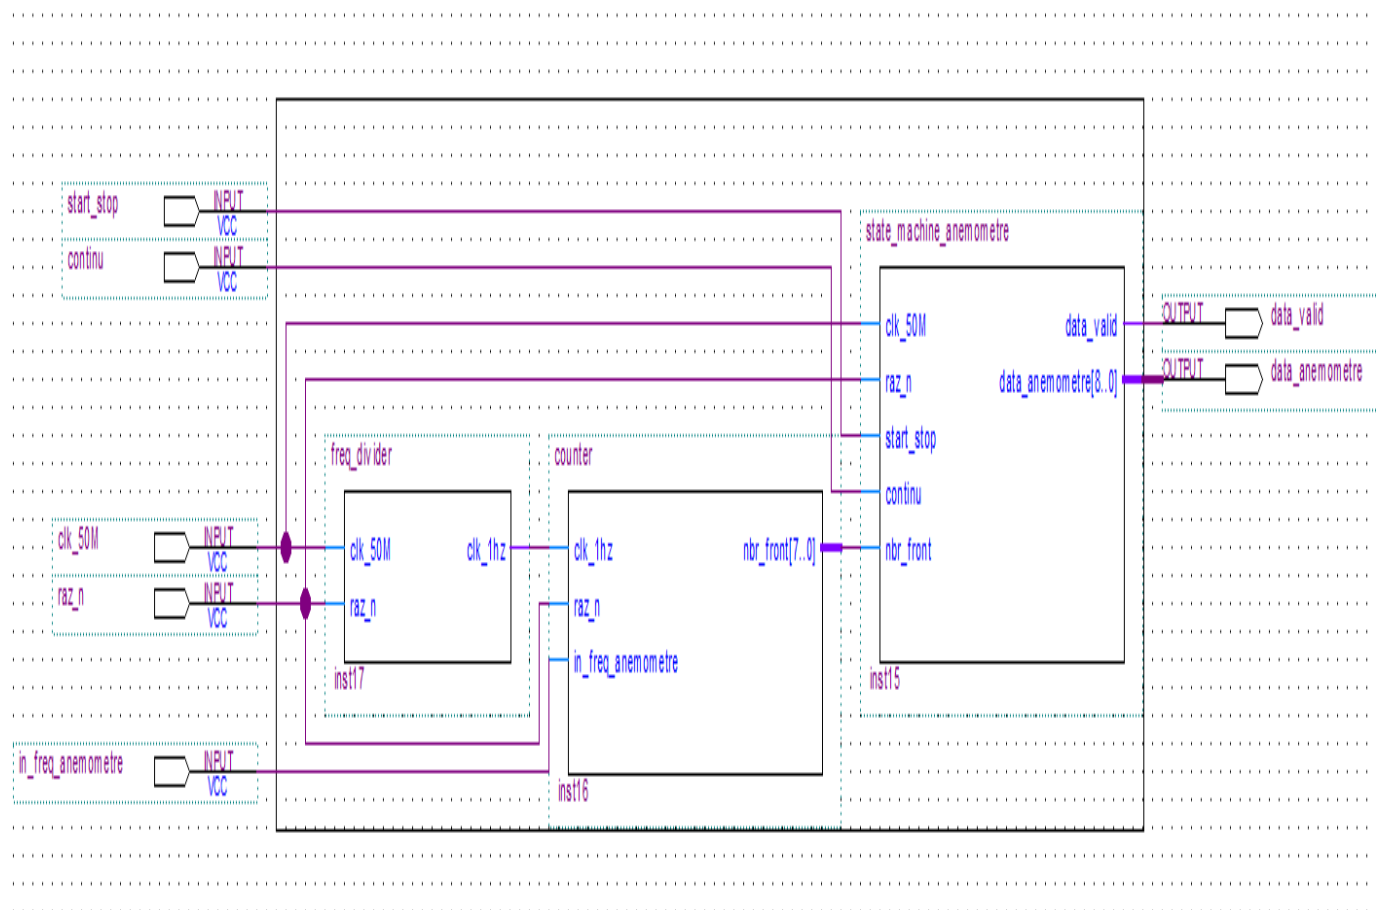 start_stop
INPUT
VCC
continu
INPUT
VCC
state_machine_anemometre
clk_50M
data_valid
OUTPUT
data_valid
raz_n
data_anemometre[8..0]
OUTPUT
data_anemometre
start_stop
continu
nbr_front
inst15
freq_divider
clk_50M
clk_1hz
raz_n
inst17
counter
clk_1hz
nbr_front[7..0]
raz_n
in_freq_anemometre
inst16
clk_50M
INPUT
VCC
raz_n
INPUT
VCC
in_freq_anemometre
INPUT
VCC